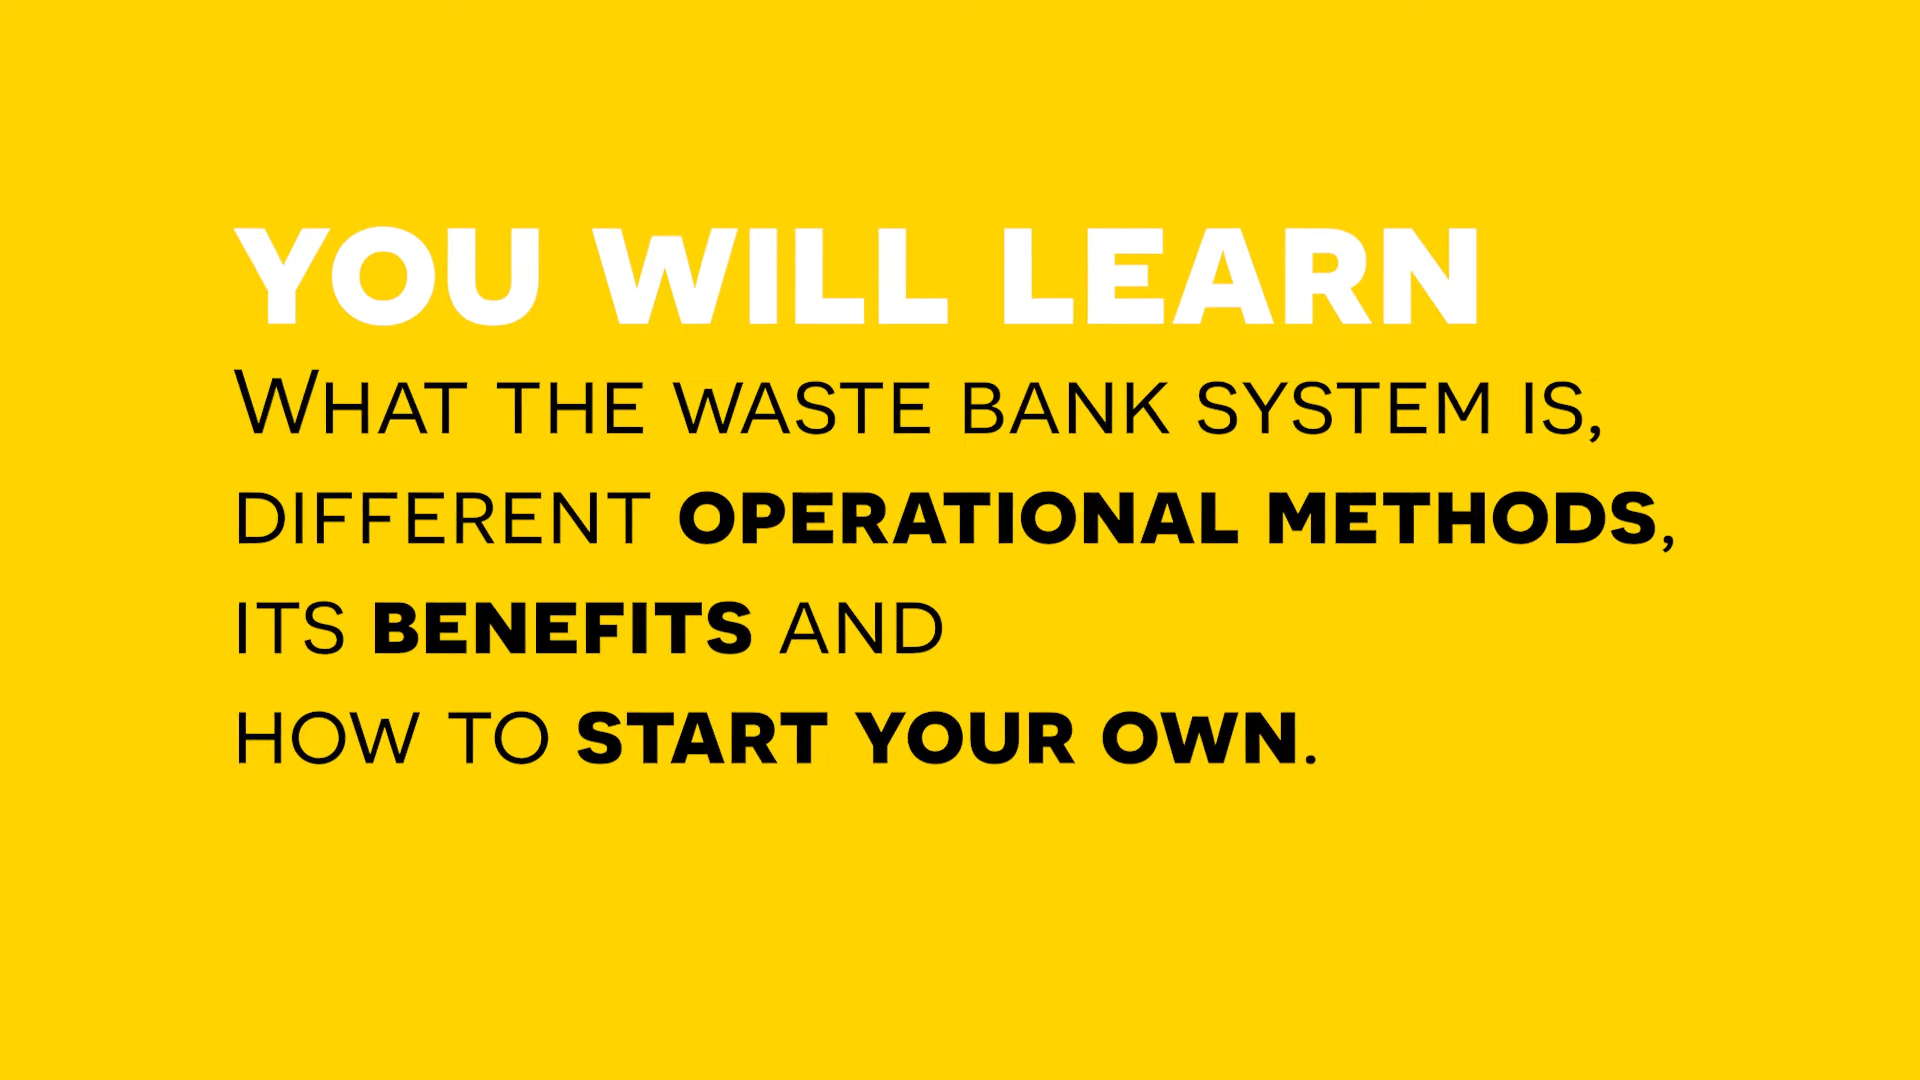 YOU WILL LEARN
WHAT THE WASTE BANK SYSTEM IS,
DIFFERENT OPERATIONAL METHODS,
ITS BENEFITS AND
HOW TO START YOUR OWN.